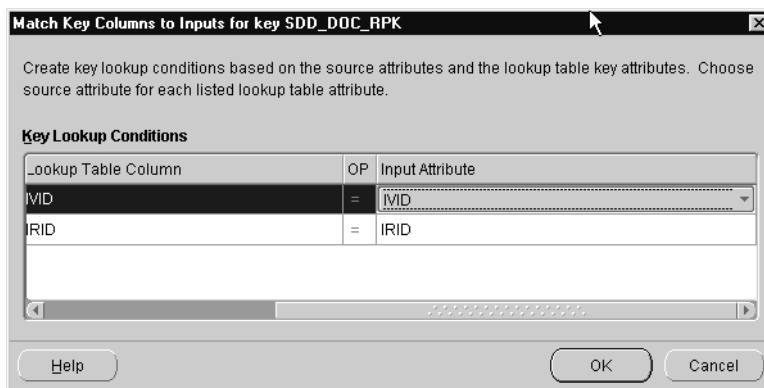 Match Key Columns to Inputs for key SDD_DOC_RPK
Create key lookup conditions based on the source attributes and the lookup table key attributes. Choose
source attribute for each listed lookup table attribute.
Key Lookup Conditions
Lookup Table Column OP Input Attribute
IVID = IVID
IRID = IRID
Help OK Cancel